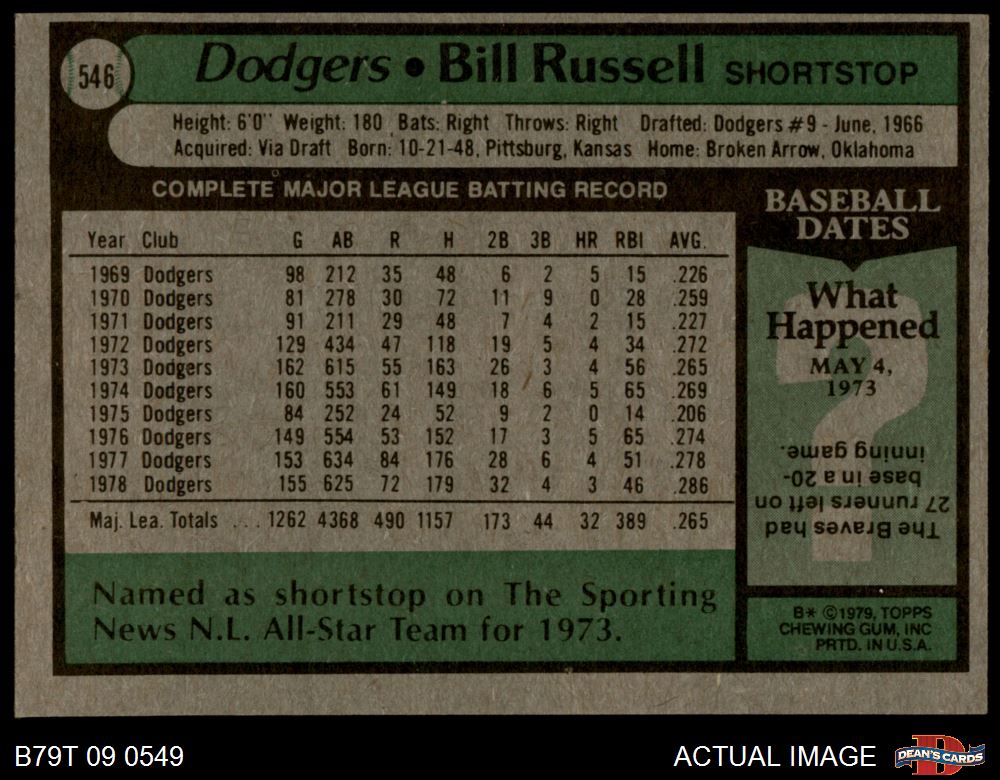 546
Dodgers • Bill Russell SHORTSTOP
Height: 6'0" Weight: 180 Bats: Right Throws: Right Drafted: Dodgers #9 - June, 1966
Acquired: Via Draft Born: 10-21-48, Pittsburg, Kansas Home: Broken Arrow, Oklahoma
COMPLETE MAJOR LEAGUE BATTING RECORD
Year Club G AB R H 2B 3B HR RBI AVG.
1969 Dodgers 98 212 35 48 6 2 5 15 .226
1970 Dodgers 81 278 30 72 11 9 0 28 .259
1971 Dodgers 91 211 29 48 7 4 2 15 .227
1972 Dodgers 129 434 47 118 19 5 4 34 .272
1973 Dodgers 162 615 55 163 26 3 4 56 .265
1974 Dodgers 160 553 61 149 18 6 5 65 .269
1975 Dodgers 84 252 24 52 9 2 0 14 .206
1976 Dodgers 149 554 53 152 17 3 5 65 .274
1977 Dodgers 153 634 84 176 28 6 4 51 .278
1978 Dodgers 155 625 72 179 32 4 3 46 .286
Maj. Lea. Totals ... 1262 4368 490 1157 173 44 32 389 .265
Named as shortstop on The Sporting
News N.L. All-Star Team for 1973.
BASEBALL
DATES
What
Happened
MAY 4,
1973
?
The Braves had
27 runners left on
base in a 20-
inning game.
B* ©1979, TOPPS
CHEWING GUM, INC
PRTD. IN U.S.A.
B79T 09 0549
ACTUAL IMAGE
D
DEAN'S CARDS